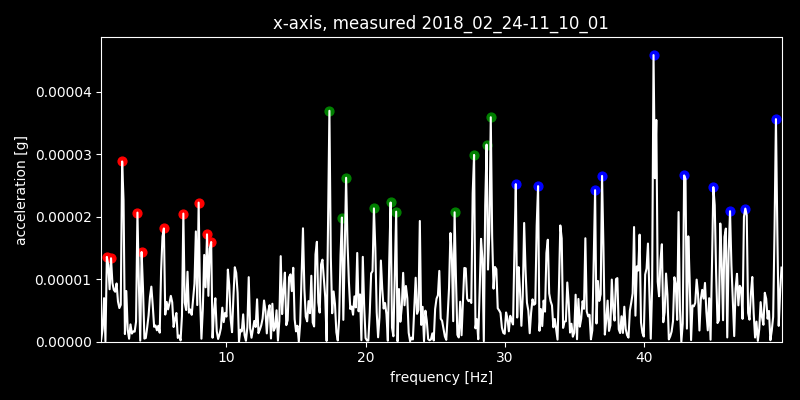 x-axis, measured 2018_02_24-11_10_01
acceleration [g]
0.00004
0.00003
0.00002
0.00001
0.00000
10 20 30 40
frequency [Hz]